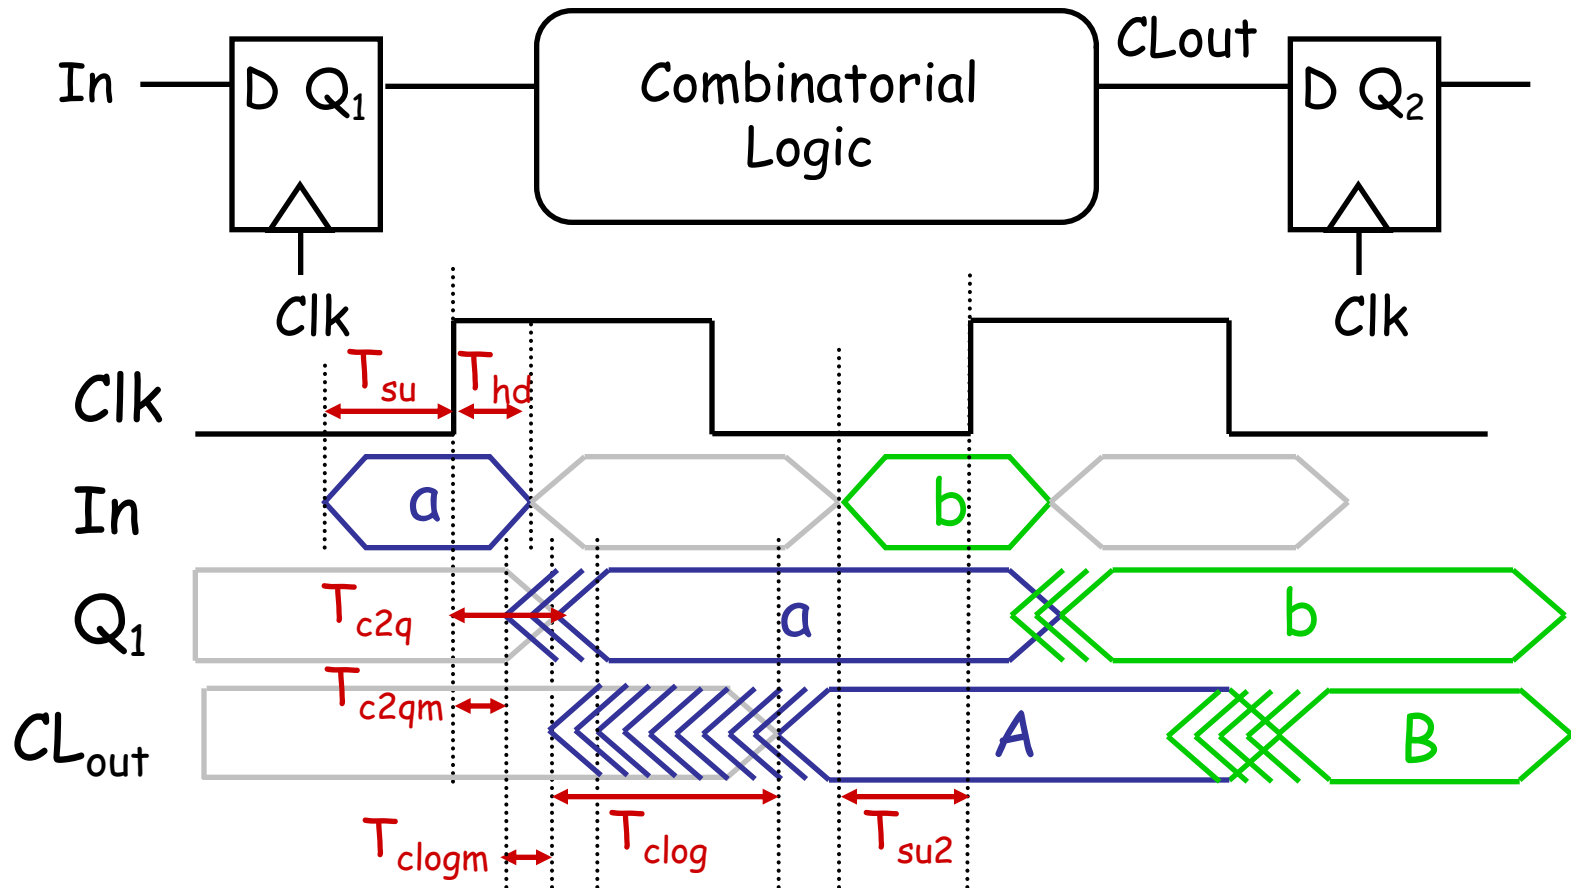 In
D Q1
Combinatorial
Logic
CLout
D Q2
Clk
Clk
Clk
Tsu
Thd
In
a
b
Q1
Tc2q
a
b
CLout
Tc2qm
A
B
Tclogm
Tclog
Tsu2